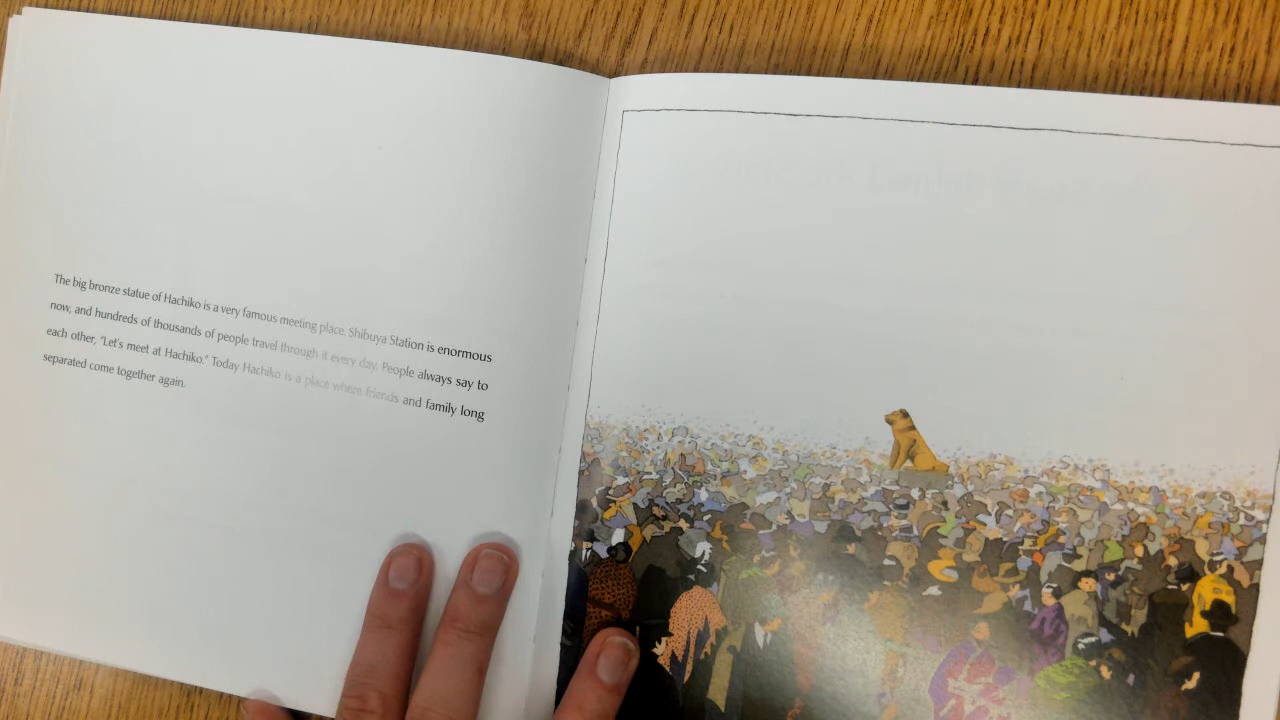 The big bronze statue of Hachiko is a very famous meeting place. Shibuya Station is enormous
now, and hundreds of thousands of people travel through it every day. People always say to
each other, “Let’s meet at Hachiko.” Today Hachiko is a place where friends and family long
separated come together again.